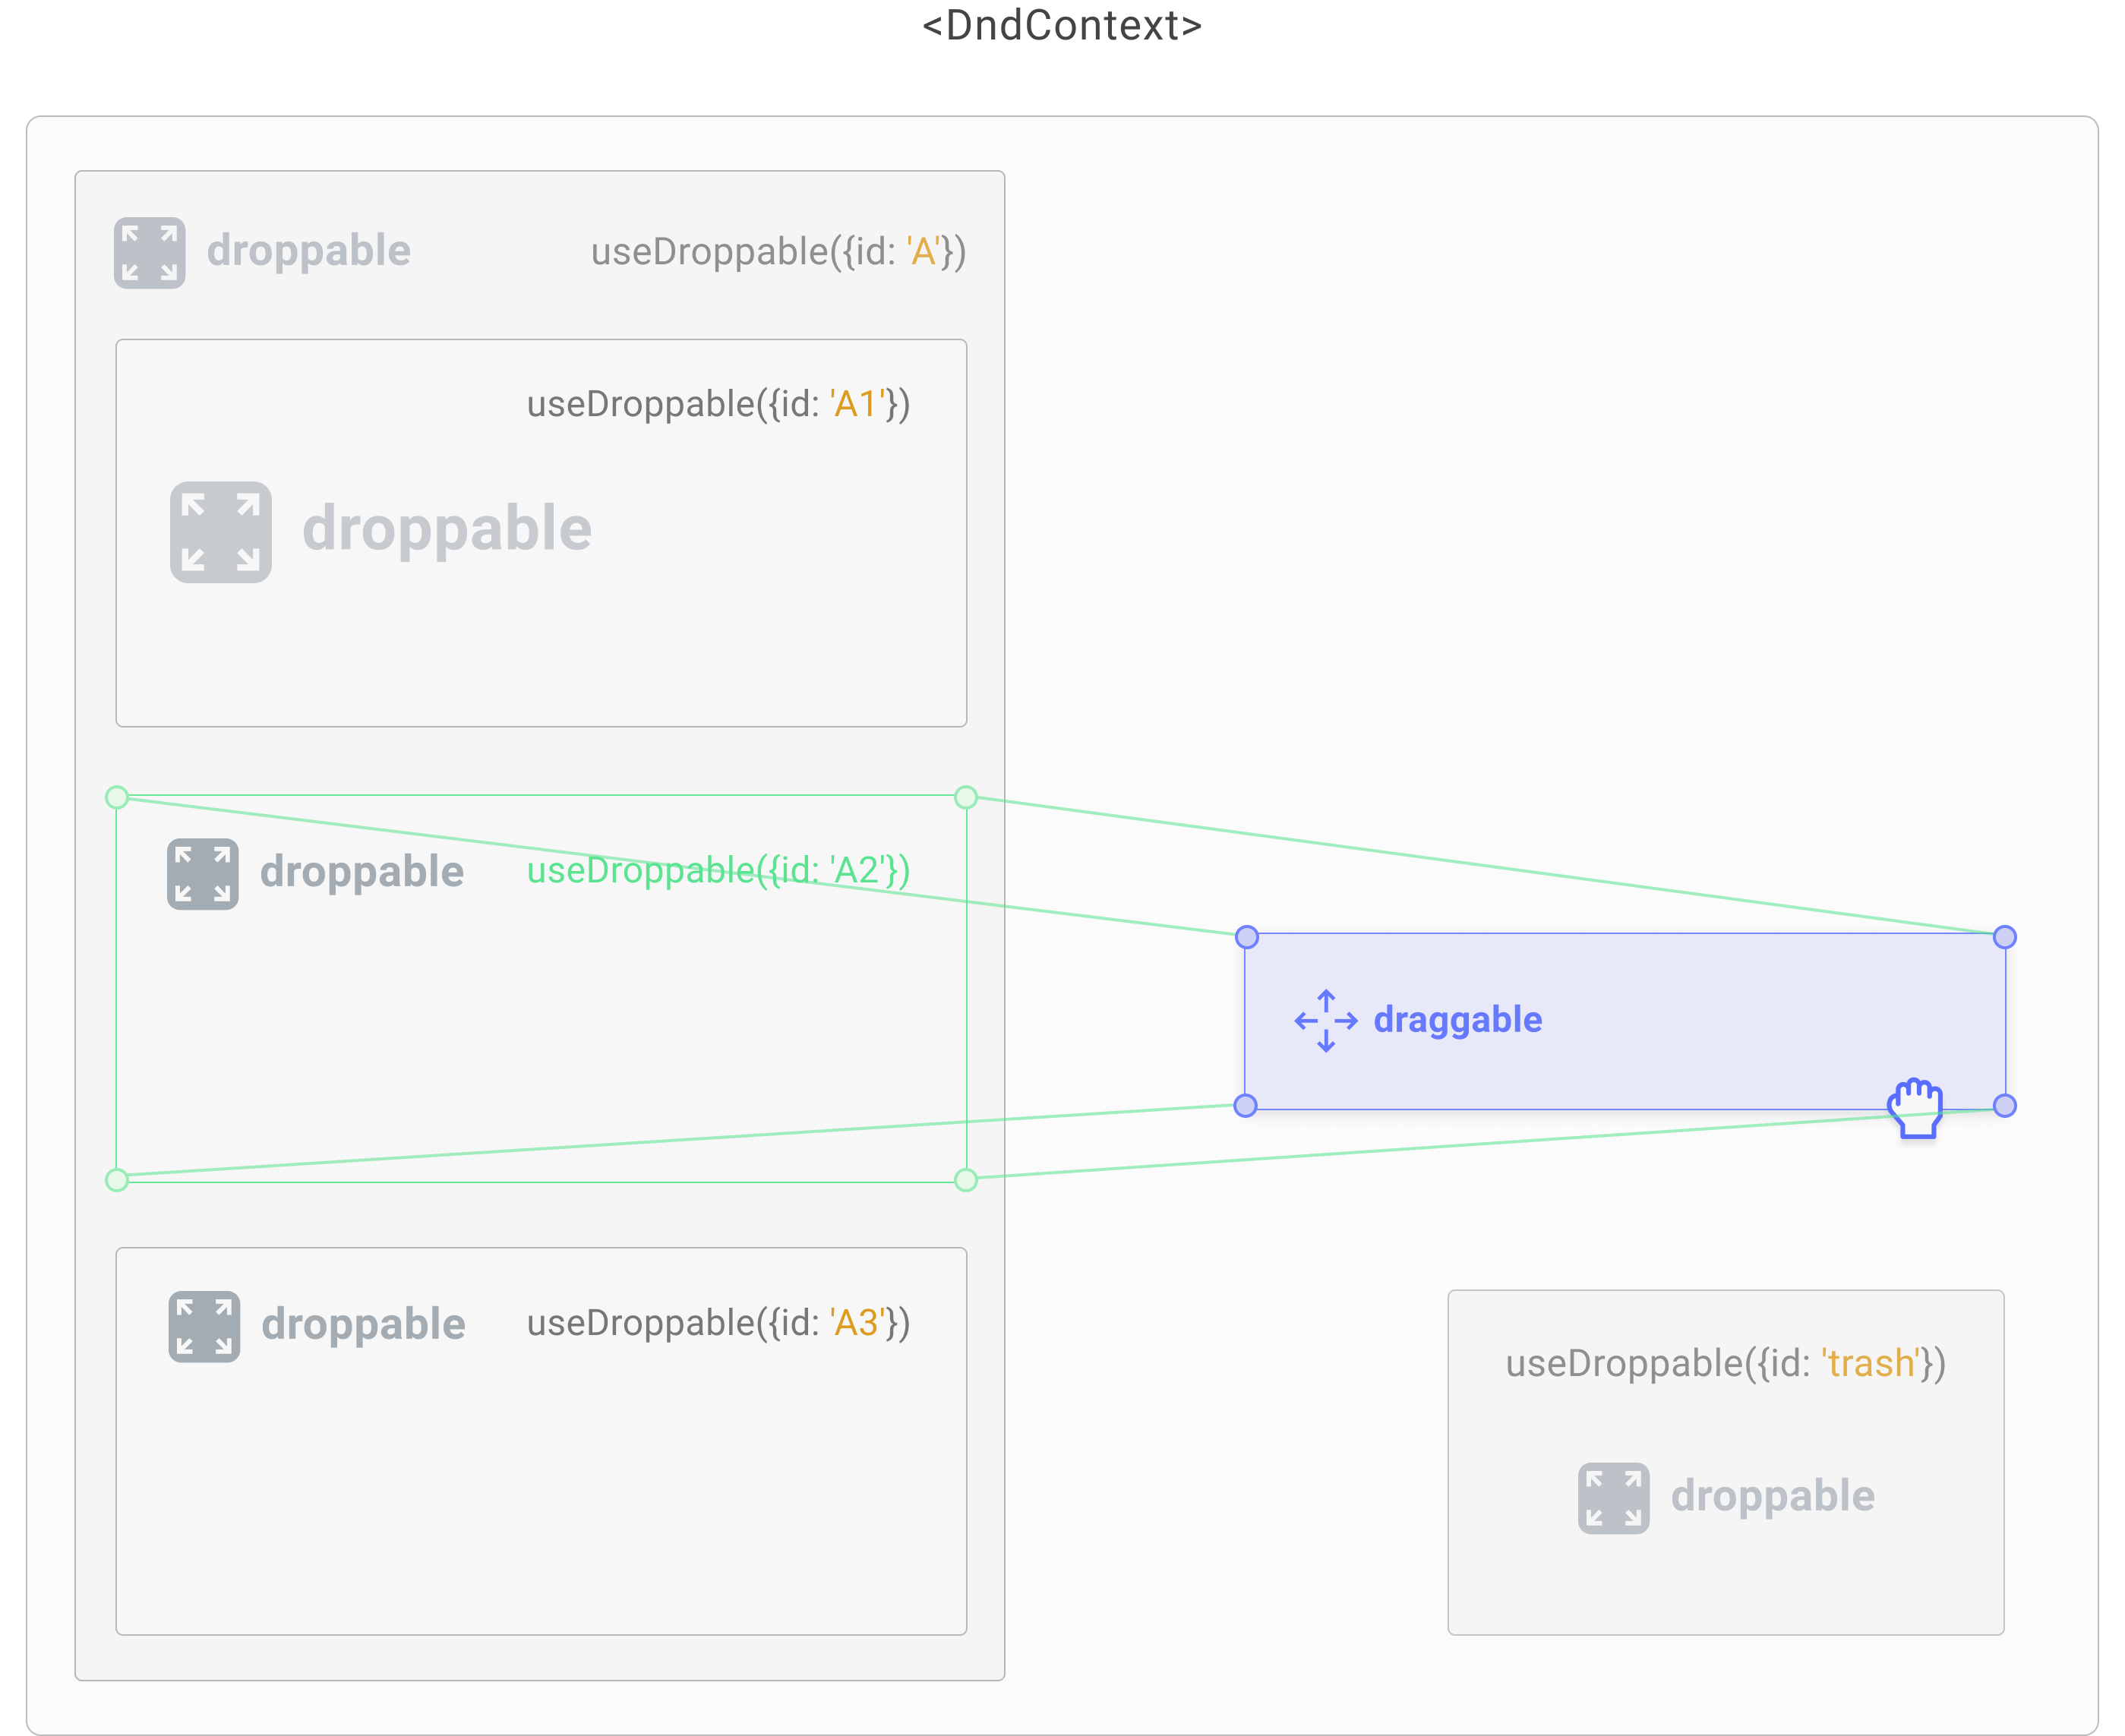 <DndContext>
droppable
useDroppable({id: 'A'})
useDroppable({id: 'A1'})
droppable
droppable
useDroppable({id: 'A2'})
draggable
droppable
useDroppable({id: 'A3'})
useDroppable({id: 'trash'})
droppable